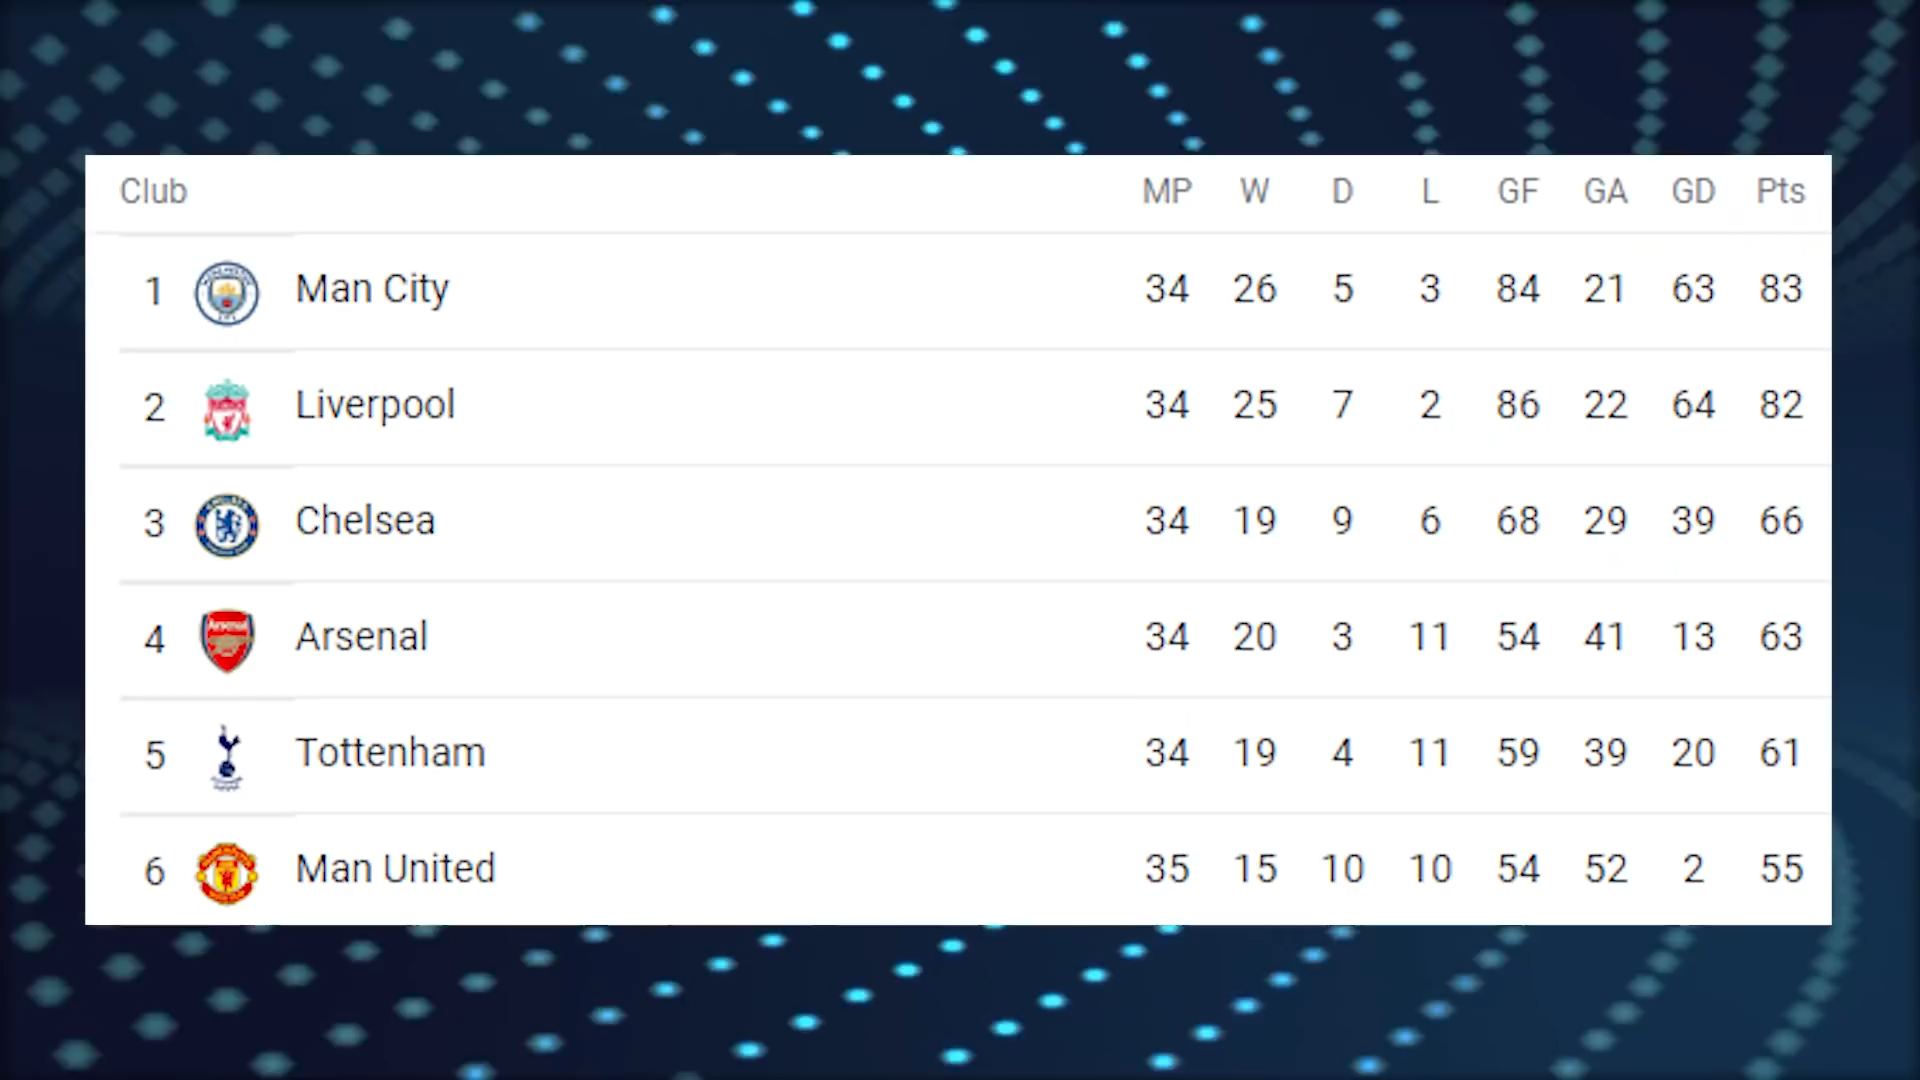 Club MP W D L GF GA GD Pts
1 Man City 34 26 5 3 84 21 63 83
2 Liverpool 34 25 7 2 86 22 64 82
3 Chelsea 34 19 9 6 68 29 39 66
4 Arsenal 34 20 3 11 54 41 13 63
5 Tottenham 34 19 4 11 59 39 20 61
6 Man United 35 15 10 10 54 52 2 55